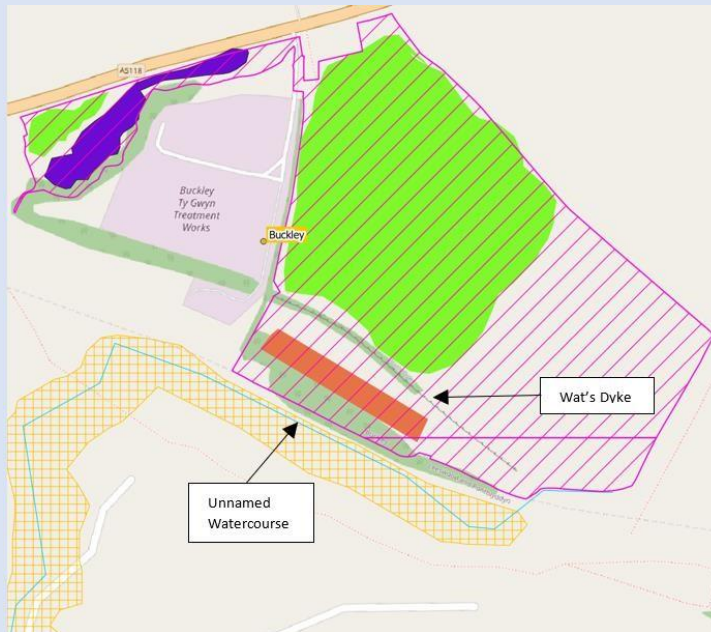 A5118
Buckley
Ty Gwyn
Treatment
Works
Buckley
Wat's Dyke
Unnamed
Watercourse